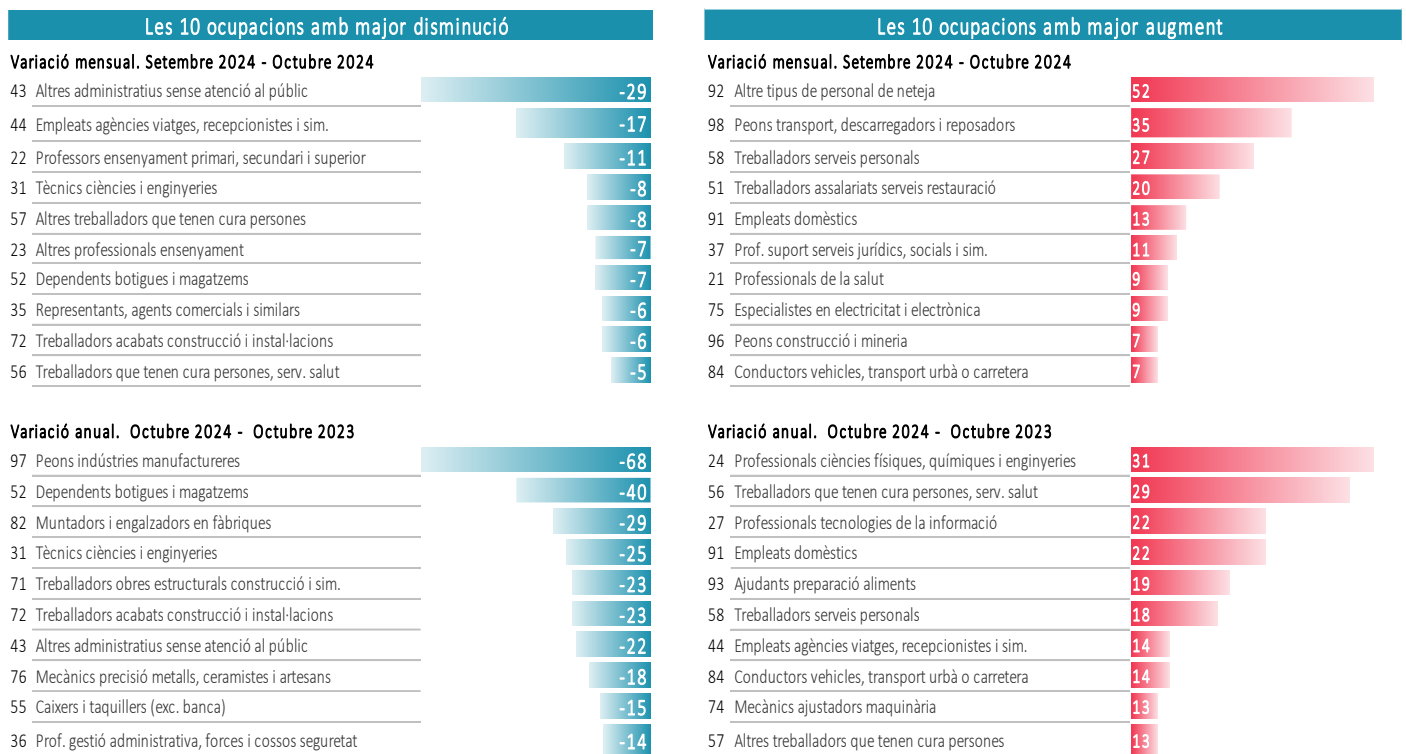 Les 10 ocupacions amb major disminució
Variació mensual. Setembre 2024 - Octubre 2024
43 Altres administratius sense atenció al públic -29
44 Empleats agències viatges, recepcionistes i sim. -17
22 Professors ensenyament primari, secundari i superior -11
31 Tècnics ciències i enginyeries -8
57 Altres treballadors que tenen cura persones -8
23 Altres professionals ensenyament -7
52 Dependents botigues i magatzems -7
35 Representants, agents comercials i similars -6
72 Treballadors acabats construcció i instal·lacions -6
56 Treballadors que tenen cura persones, serv. salut -5
Variació anual. Octubre 2024 - Octubre 2023
97 Peons indústries manufactureres -68
52 Dependents botigues i magatzems -40
82 Muntadors i engalzadors en fàbriques -29
31 Tècnics ciències i enginyeries -25
71 Treballadors obres estructurals construcció i sim. -23
72 Treballadors acabats construcció i instal·lacions -23
43 Altres administratius sense atenció al públic -22
76 Mecànics precisió metalls, ceramistes i artesans -18
55 Caixers i taquillers (exc. banca) -15
36 Prof. gestió administrativa, forces i cossos seguretat -14
Les 10 ocupacions amb major augment
Variació mensual. Setembre 2024 - Octubre 2024
92 Altre tipus de personal de neteja 52
98 Peons transport, descarregadors i reposadors 35
58 Treballadors serveis personals 27
51 Treballadors assalariats serveis restauració 20
91 Empleats domèstics 13
37 Prof. suport serveis jurídics, socials i sim. 11
21 Professionals de la salut 9
75 Especialistes en electricitat i electrònica 9
96 Peons construcció i mineria 7
84 Conductors vehicles, transport urbà o carretera 7
Variació anual. Octubre 2024 - Octubre 2023
24 Professionals ciències físiques, químiques i enginyeries 31
56 Treballadors que tenen cura persones, serv. salut 29
27 Professionals tecnologies de la informació 22
91 Empleats domèstics 22
93 Ajudants preparació aliments 19
58 Treballadors serveis personals 18
44 Empleats agències viatges, recepcionistes i sim. 14
84 Conductors vehicles, transport urbà o carretera 14
74 Mecànics ajustadors maquinària 13
57 Altres treballadors que tenen cura persones 13